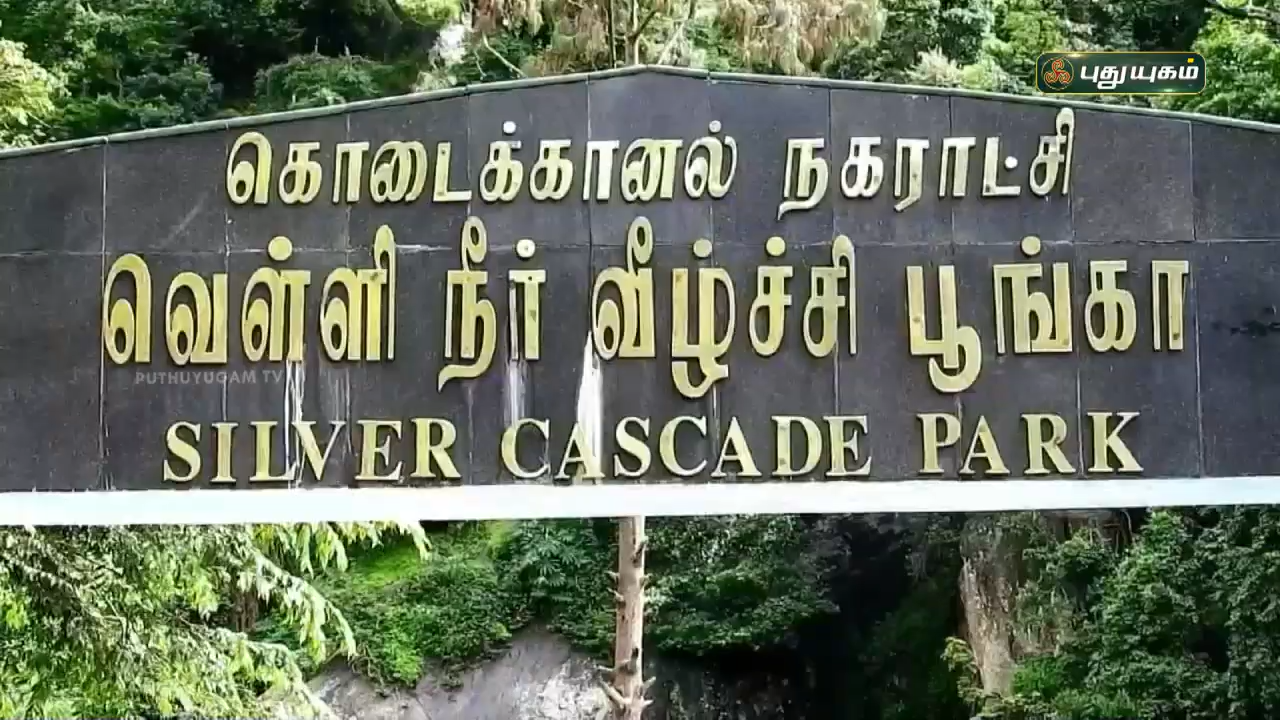 புதுயுகம்
கொடைக்கானல் நகராட்சி
வெள்ளி நீர் வீழ்ச்சி பூங்கா
PUTHUYUGAM TV
SILVER CASCADE PARK